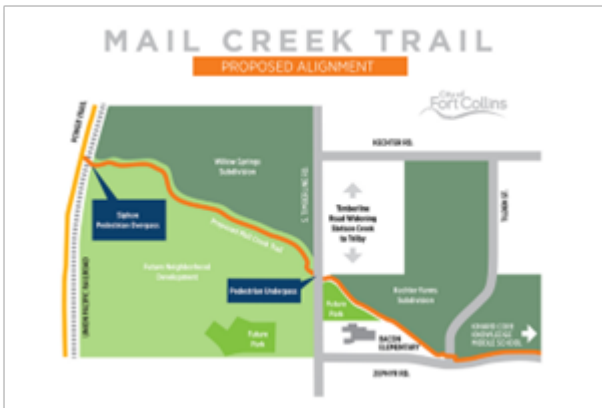 MAIL CREEK TRAIL
PROPOSED ALIGNMENT
City of
Fort Collins
POWER TRAIL
KECHTER RD.
Willow Springs
Subdivision
S. TIMBERLINE RD.
Timberline
Road Widening
Stetson Creek
to Trilby
Siphon
Pedestrian Overpass
Proposed Mail Creek Trail
Future Neighborhood
Development
Pedestrian Underpass
Kechter Farms
Subdivision
Future
Park
UNION PACIFIC RAILROAD
Future
Park
BACON
ELEMENTARY
KINARD CORE
KNOWLEDGE
MIDDLE SCHOOL
ZEPHYR RD.